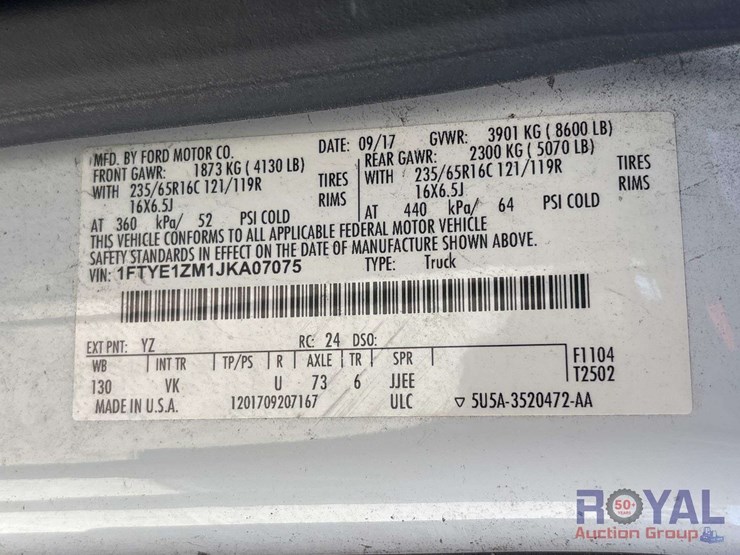 MFD. BY FORD MOTOR CO. DATE: 09/17 GVWR: 3901 KG ( 8600 LB)
FRONT GAWR: 1873 KG ( 4130 LB) REAR GAWR: 2300 KG ( 5070 LB)
WITH 235/65R16C 121/119R TIRES WITH 235/65R16C 121/119R TIRES
16X6.5J RIMS 16X6.5J RIMS
AT 360 kPa/ 52 PSI COLD AT 440 kPa/ 64 PSI COLD
THIS VEHICLE CONFORMS TO ALL APPLICABLE FEDERAL MOTOR VEHICLE
SAFETY STANDARDS IN EFFECT ON THE DATE OF MANUFACTURE SHOWN ABOVE.
VIN: 1FTYE1ZM1JKA07075 TYPE: Truck
EXT PNT: YZ RC: 24 DSO:
WB INT TR TP/PS R AXLE TR SPR F1104
130 VK U 73 6 JJEE T2502
MADE IN U.S.A. 1201709207167 ULC ▽ 5U5A-3520472-AA
ROYAL
50+
YEARS
Auction Group